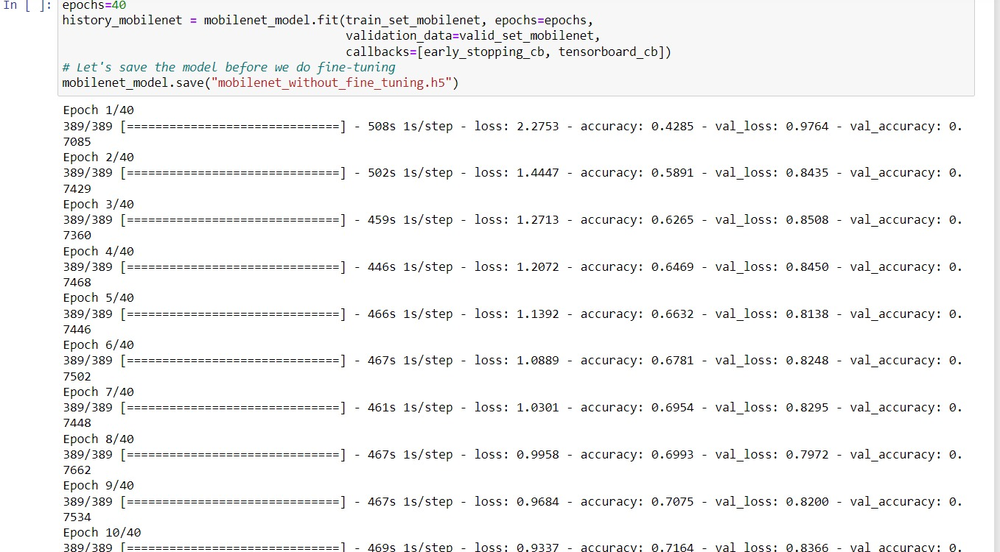 In [ ]:
epochs=40
history_mobilenet = mobilenet_model.fit(train_set_mobilenet, epochs=epochs,
validation_data=valid_set_mobilenet,
callbacks=[early_stopping_cb, tensorboard_cb])
# Let's save the model before we do fine-tuning
mobilenet_model.save("mobilenet_without_fine_tuning.h5")
Epoch 1/40
389/389 [==============================] - 508s 1s/step - loss: 2.2753 - accuracy: 0.4285 - val_loss: 0.9764 - val_accuracy: 0.
7085
Epoch 2/40
389/389 [==============================] - 502s 1s/step - loss: 1.4447 - accuracy: 0.5891 - val_loss: 0.8435 - val_accuracy: 0.
7429
Epoch 3/40
389/389 [==============================] - 459s 1s/step - loss: 1.2713 - accuracy: 0.6265 - val_loss: 0.8508 - val_accuracy: 0.
7360
Epoch 4/40
389/389 [==============================] - 446s 1s/step - loss: 1.2072 - accuracy: 0.6469 - val_loss: 0.8450 - val_accuracy: 0.
7468
Epoch 5/40
389/389 [==============================] - 466s 1s/step - loss: 1.1392 - accuracy: 0.6632 - val_loss: 0.8138 - val_accuracy: 0.
7446
Epoch 6/40
389/389 [==============================] - 467s 1s/step - loss: 1.0889 - accuracy: 0.6781 - val_loss: 0.8248 - val_accuracy: 0.
7502
Epoch 7/40
389/389 [==============================] - 461s 1s/step - loss: 1.0301 - accuracy: 0.6954 - val_loss: 0.8295 - val_accuracy: 0.
7448
Epoch 8/40
389/389 [==============================] - 467s 1s/step - loss: 0.9958 - accuracy: 0.6993 - val_loss: 0.7972 - val_accuracy: 0.
7662
Epoch 9/40
389/389 [==============================] - 467s 1s/step - loss: 0.9684 - accuracy: 0.7075 - val_loss: 0.8200 - val_accuracy: 0.
7534
Epoch 10/40
389/389 [==============================] - 469s 1s/step - loss: 0.9337 - accuracy: 0.7164 - val_loss: 0.8366 - val_accuracy: 0.